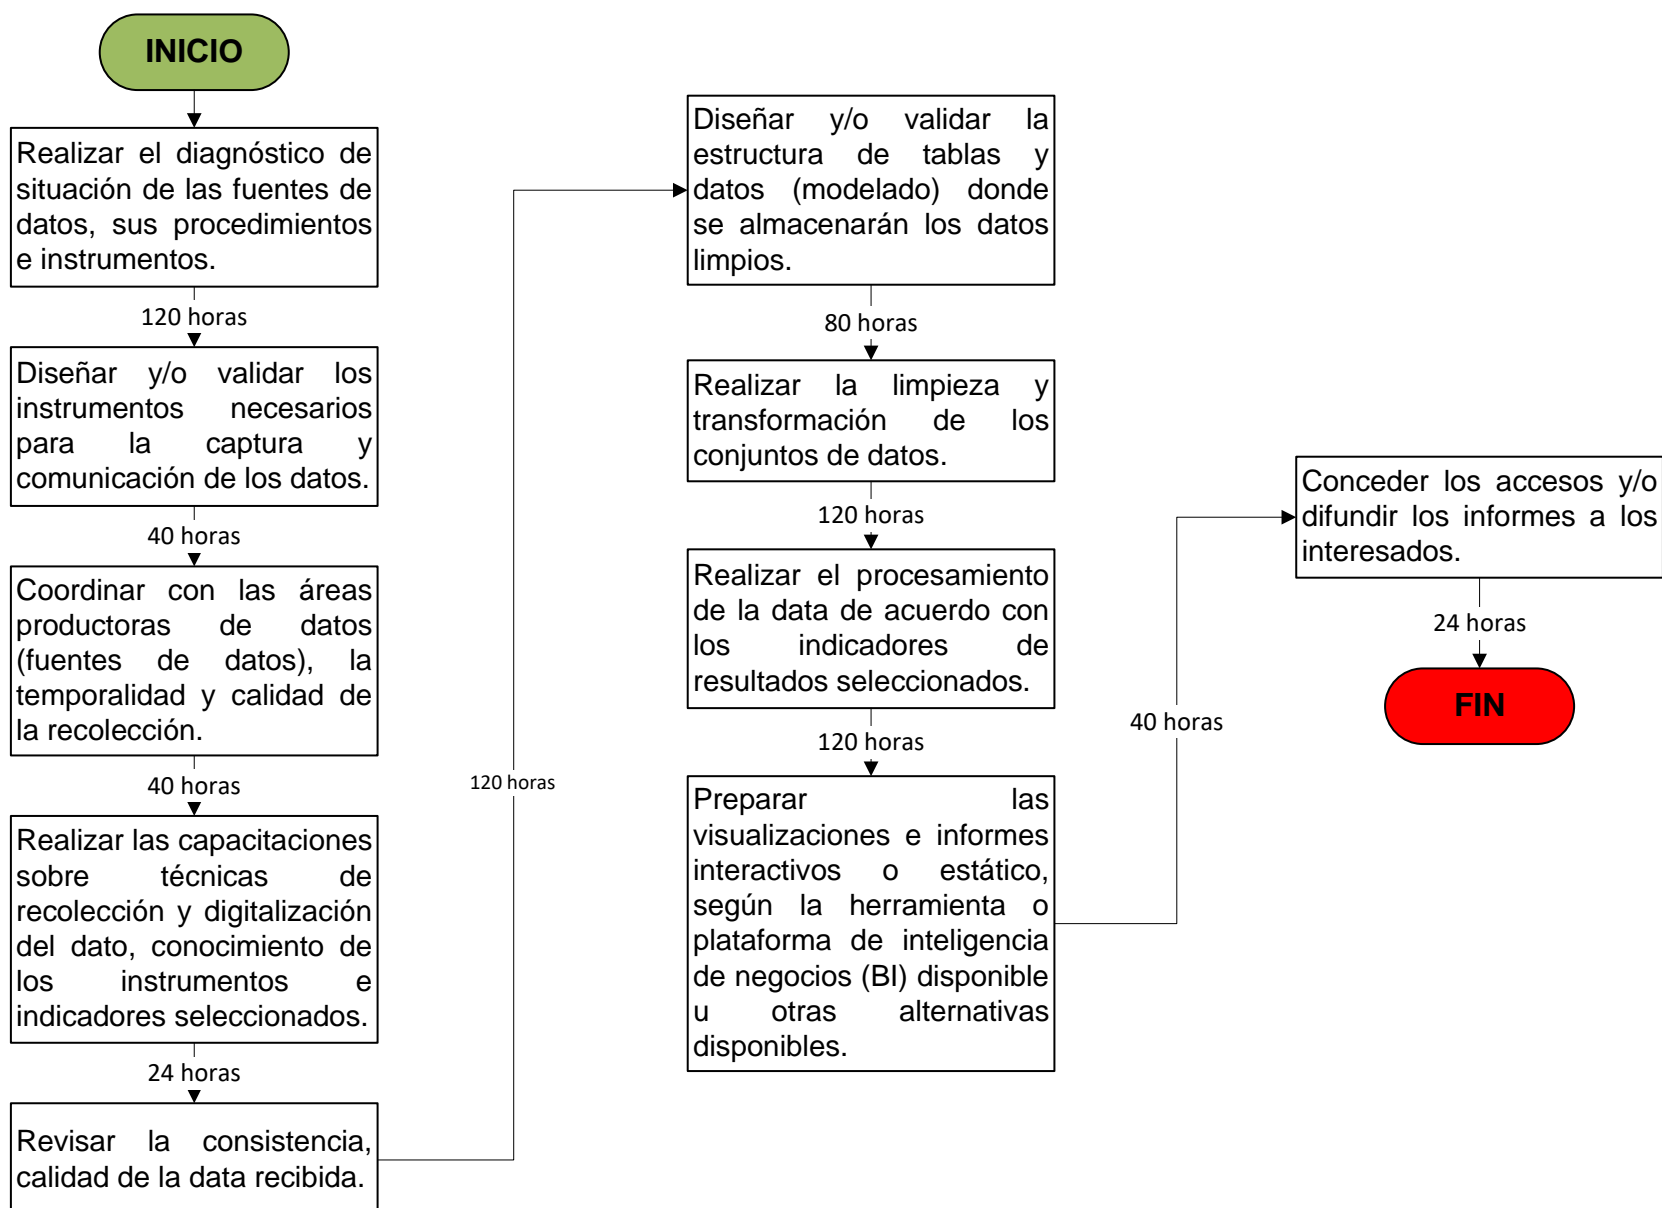 INICIO
Realizar el diagnóstico de
situación de las fuentes de
datos, sus procedimientos
e instrumentos.
120 horas
Diseñar y/o validar los
instrumentos necesarios
para la captura y
comunicación de los datos.
40 horas
Coordinar con las áreas
productoras de datos
(fuentes de datos), la
temporalidad y calidad de
la recolección.
40 horas
Realizar las capacitaciones
sobre técnicas de
recolección y digitalización
del dato, conocimiento de
los instrumentos e
indicadores seleccionados.
24 horas
Revisar la consistencia,
calidad de la data recibida.
120 horas
Diseñar y/o validar la
estructura de tablas y
datos (modelado) donde
se almacenarán los datos
limpios.
80 horas
Realizar la limpieza y
transformación de los
conjuntos de datos.
120 horas
Realizar el procesamiento
de la data de acuerdo con
los indicadores de
resultados seleccionados.
120 horas
Preparar las
visualizaciones e informes
interactivos o estático,
según la herramienta o
plataforma de inteligencia
de negocios (BI) disponible
u otras alternativas
disponibles.
40 horas
Conceder los accesos y/o
difundir los informes a los
interesados.
24 horas
FIN